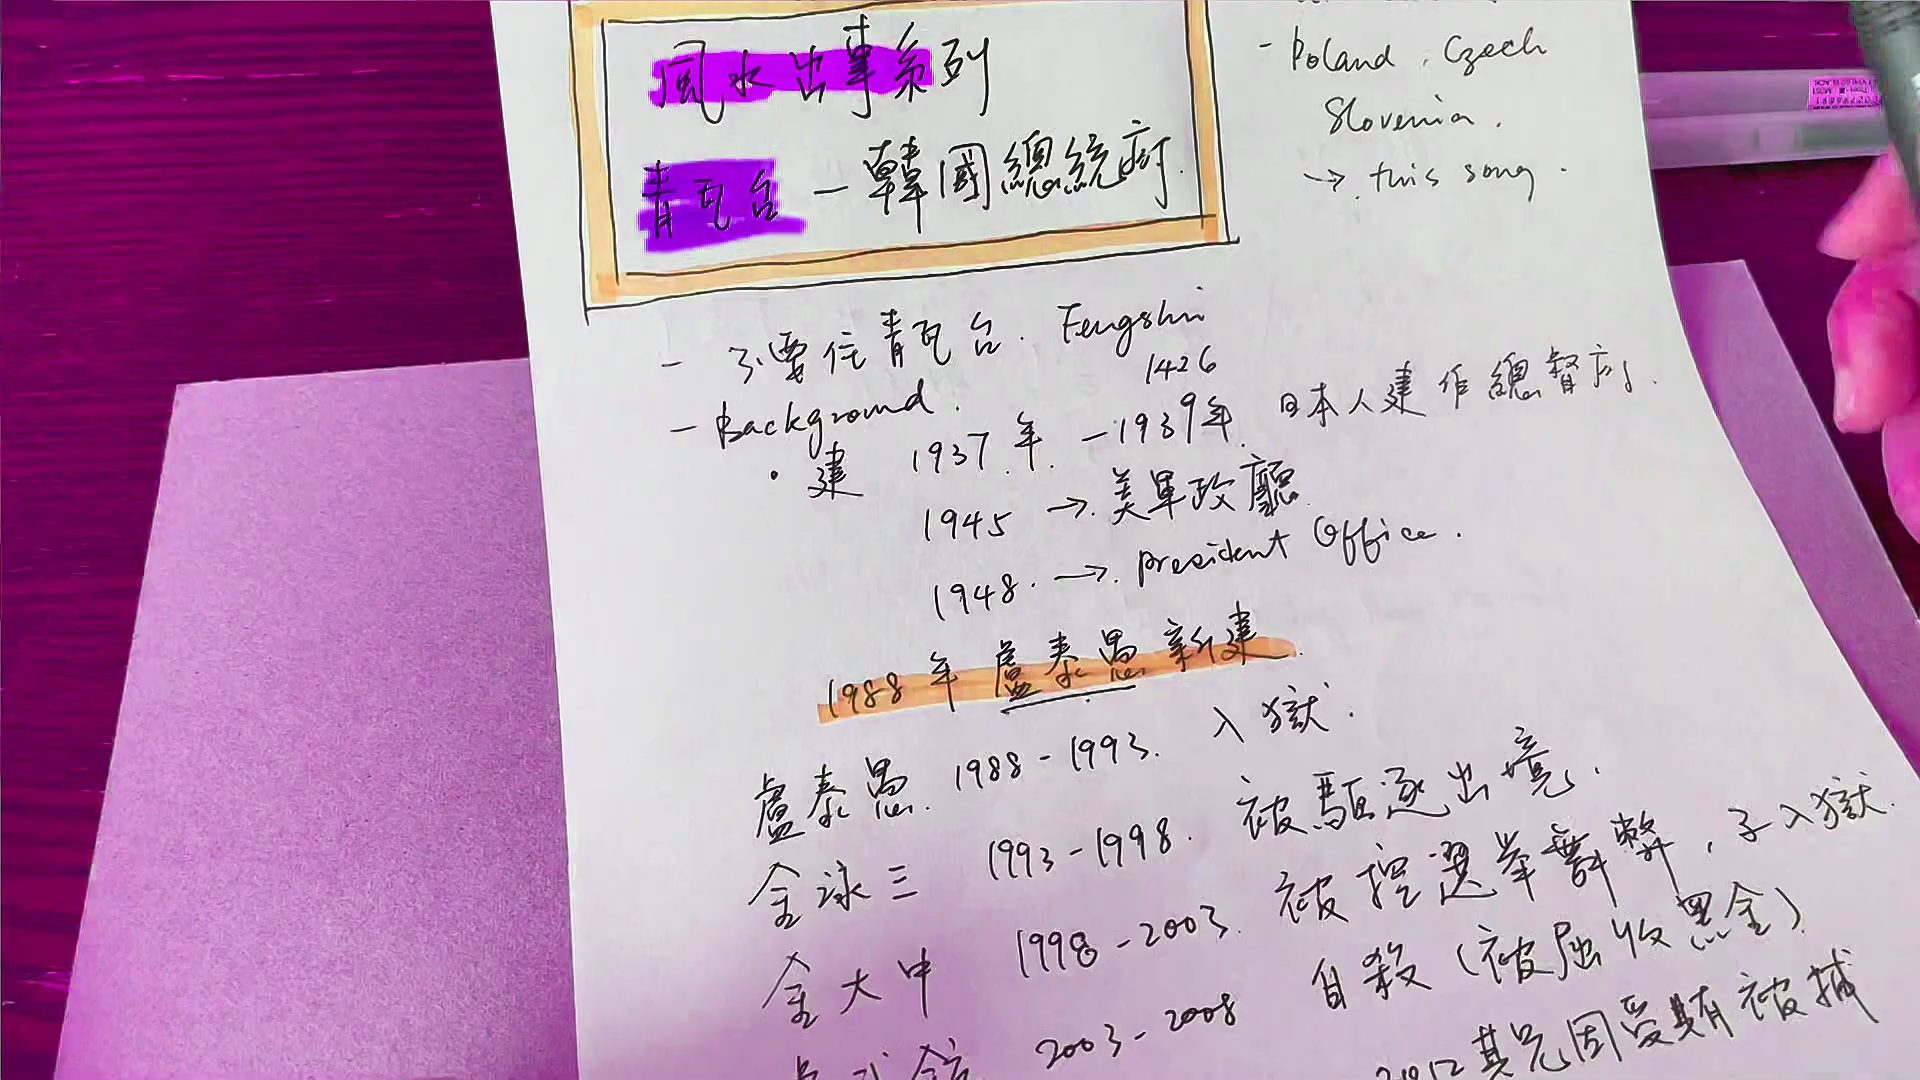 風水出事系列
青瓦台 - 韓國總統府.
- Poland, Czech
Slovenia.
→ this song.
- 不要住青瓦台. Fengshui
1426
- Background.
• 建 1937年. - 1939年. 日本人建作總督府.
1945 → 美軍政廳.
1948. → President Office.
1988年 盧泰愚新建.
盧泰愚. 1988-1993. 入獄.
金泳三 1993-1998. 被驅逐出境.
金大中 1998-2003. 被控選舉舞弊, 子入獄.
2003-2008 自殺 (被屈收黑金)
2012 其兄因受賄被捕